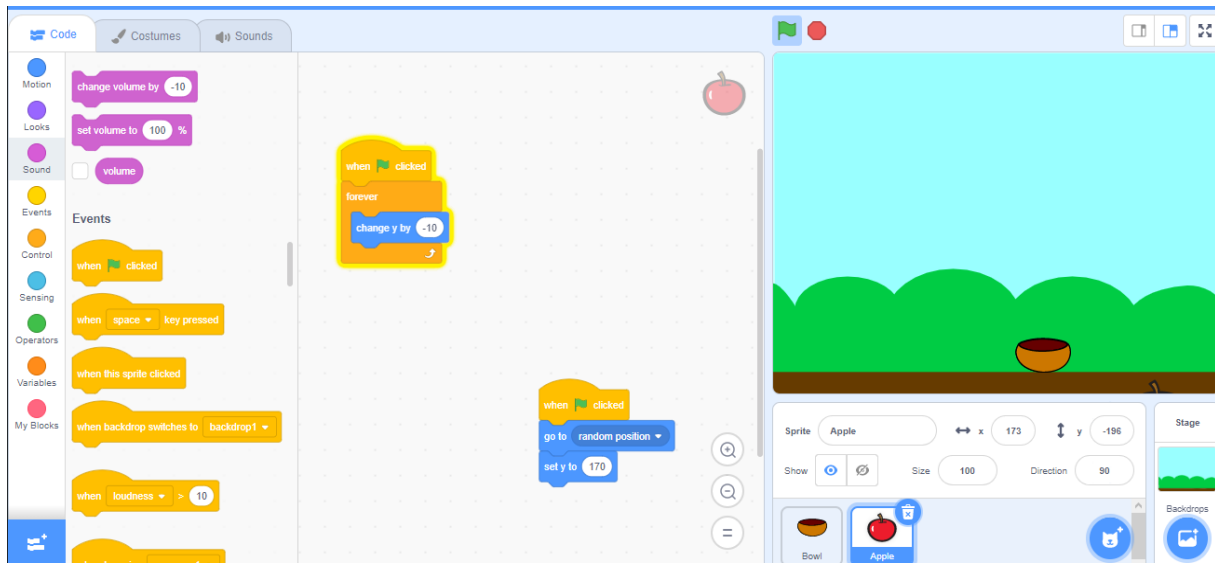 Code
Costumes
Sounds
Motion
Looks
Sound
Events
Control
Sensing
Operators
Variables
My Blocks
change volume by -10
set volume to 100 %
volume
Events
when clicked
when space key pressed
when this sprite clicked
when backdrop switches to backdrop1
when loudness > 10
when clicked
forever
change y by -10
when clicked
go to random position
set y to 170
Sprite Apple x 173 y -196
Show Size 100 Direction 90
Bowl
Apple
Stage
Backdrops